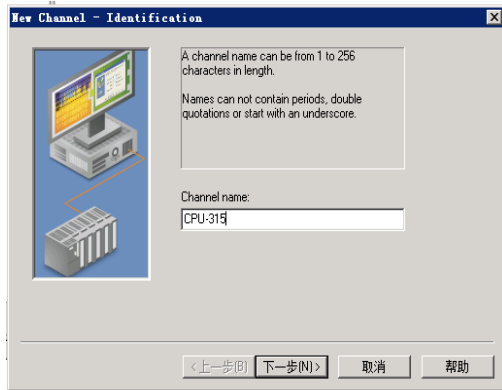 New Channel - Identification
A channel name can be from 1 to 256
characters in length.
Names can not contain periods, double
quotations or start with an underscore.
Channel name:
CPU-315
<上一步(B) 下一步(N)> 取消 帮助